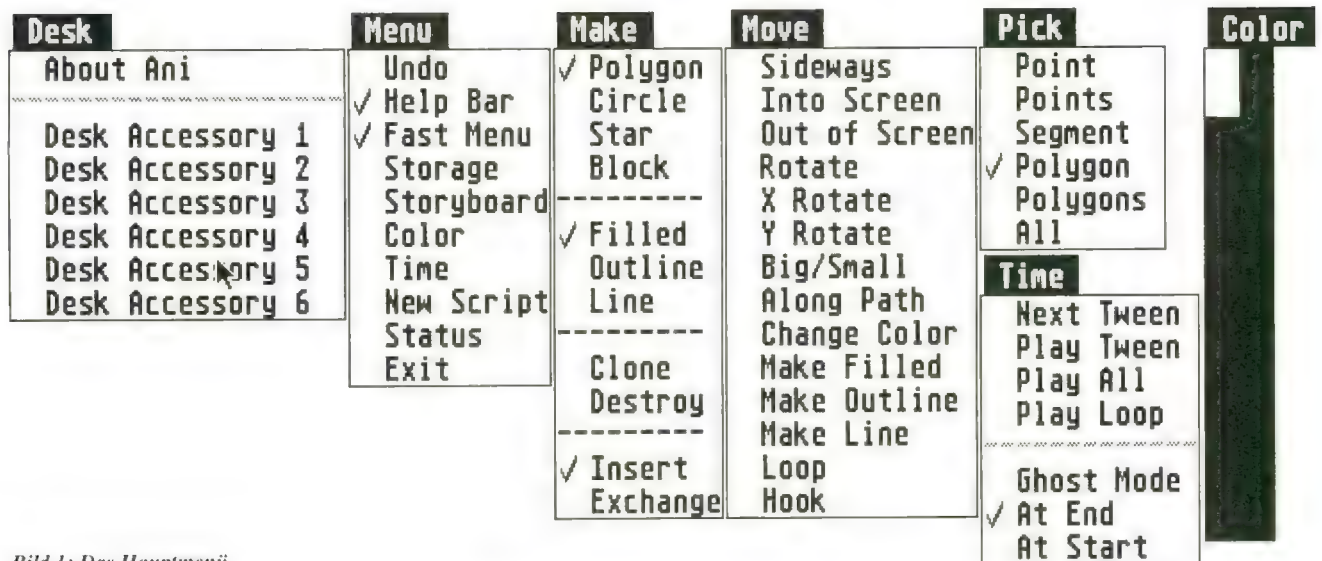 Desk
About Ani
Desk Accessory 1
Desk Accessory 2
Desk Accessory 3
Desk Accessory 4
Desk Accessory 5
Desk Accessory 6
Menu
Undo
✓ Help Bar
✓ Fast Menu
Storage
Storyboard
Color
Time
New Script
Status
Exit
Make
✓ Polygon
Circle
Star
Block
----------
✓ Filled
Outline
Line
----------
Clone
Destroy
----------
✓ Insert
Exchange
Move
Sideways
Into Screen
Out of Screen
Rotate
X Rotate
Y Rotate
Big/Small
Along Path
Change Color
Make Filled
Make Outline
Make Line
Loop
Hook
Pick
Point
Points
Segment
✓ Polygon
Polygons
All
Time
Next Tween
Play Tween
Play All
Play Loop
Ghost Mode
✓ At End
At Start
Color
Bild 1: Das Hauptmenü